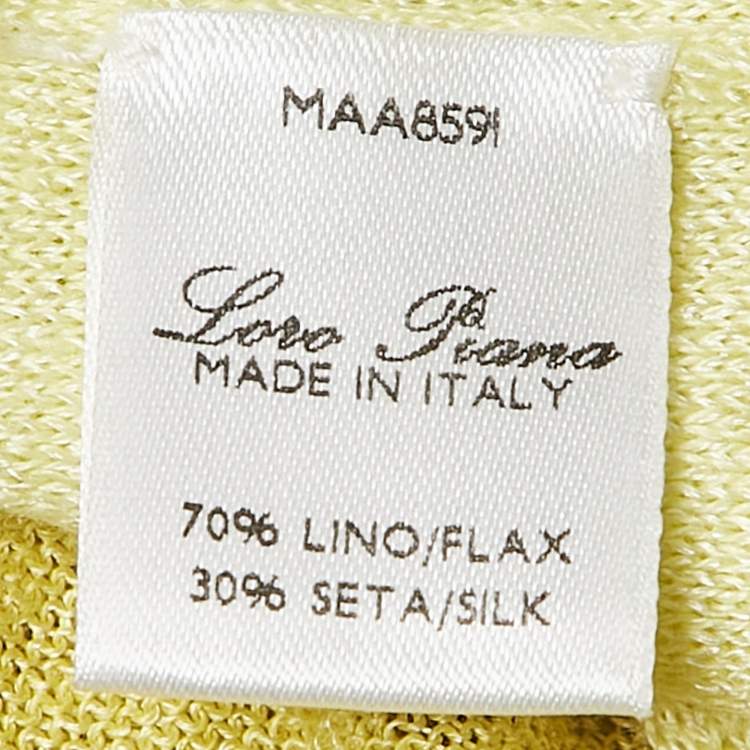 MAA8591
Loro Piana
MADE IN ITALY
70% LINO/FLAX
30% SETA/SILK